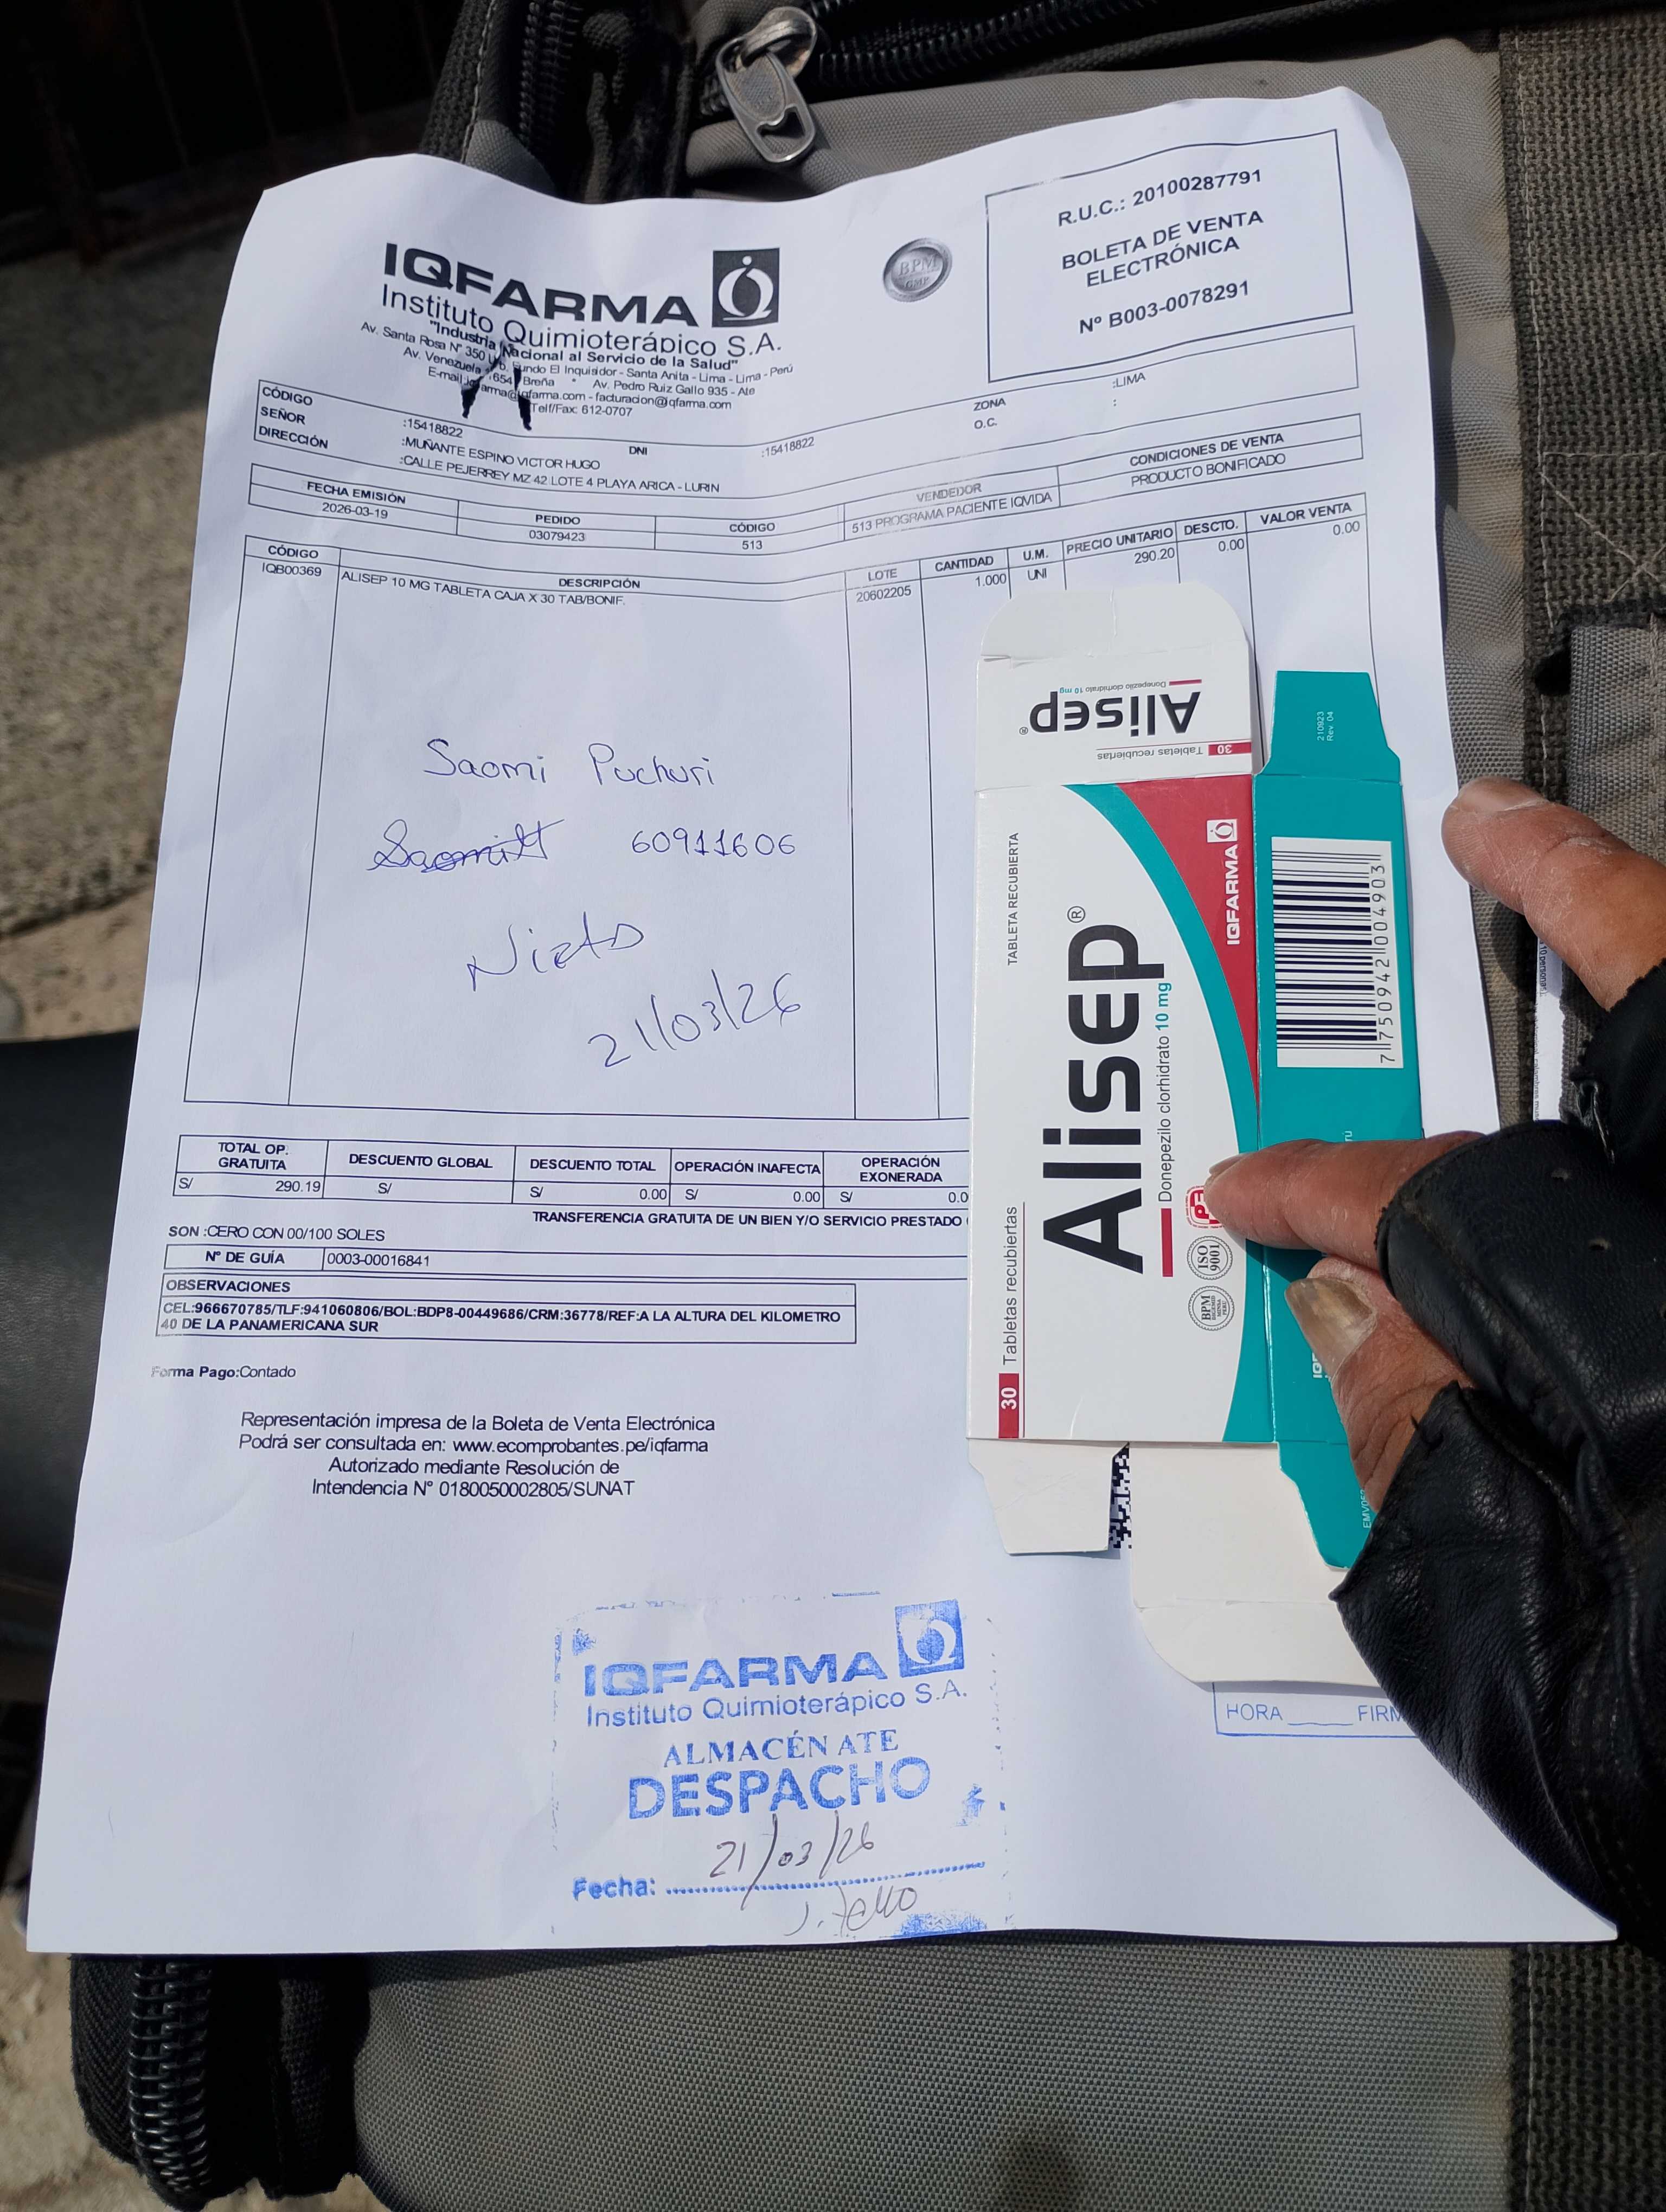 IQFARMA
Instituto Quimioterápico S.A.
"Industria Nacional al Servicio de la Salud"
Av. Santa Rosa N° 350 Fundo El Inquisidor - Santa Anita - Lima - Lima - Perú
Av. Venezuela 1654 Breña * Av. Pedro Ruiz Gallo 935 - Ate
E-mail: @iqfarma.com - facturacion@iqfarma.com
Telf/Fax: 612-0707
BPM
GMP
R.U.C.: 20100287791
BOLETA DE VENTA
ELECTRÓNICA
N° B003-0078291
CÓDIGO :15418822 DNI :15418822 ZONA :LIMA
SEÑOR :MUÑANTE ESPINO VICTOR HUGO O.C. :
DIRECCIÓN :CALLE PEJERREY MZ 42 LOTE 4 PLAYA ARICA - LURIN
FECHA EMISIÓN PEDIDO CÓDIGO VENDEDOR CONDICIONES DE VENTA
2026-03-19 03079423 513 513 PROGRAMA PACIENTE IQVIDA PRODUCTO BONIFICADO
CÓDIGO DESCRIPCIÓN LOTE CANTIDAD U.M. PRECIO UNITARIO DESCTO. VALOR VENTA
IQB00369 ALISEP 10 MG TABLETA CAJA X 30 TAB/BONIF. 20602205 1.000 UNI 290.20 0.00 0.00
Saomi Puchuri
60911606
Nieto
21/03/26
Alisep®
Donepezilo clorhidrato 10 mg
30 Tabletas recubiertas
210923
Rev. 04
TABLETA RECUBIERTA
Alisep®
Donepezilo clorhidrato 10 mg
30 Tabletas recubiertas
IQFARMA
ISO
9001
BPM
7750942004903
TOTAL OP. GRATUITA DESCUENTO GLOBAL DESCUENTO TOTAL OPERACIÓN INAFECTA OPERACIÓN EXONERADA
S/ 290.19 S/ S/ 0.00 S/ 0.00 S/ 0.0
TRANSFERENCIA GRATUITA DE UN BIEN Y/O SERVICIO PRESTADO
SON :CERO CON 00/100 SOLES
N° DE GUÍA 0003-00016841
OBSERVACIONES
CEL:966670785/TLF:941060806/BOL:BDP8-00449686/CRM:36778/REF:A LA ALTURA DEL KILOMETRO
40 DE LA PANAMERICANA SUR
Forma Pago:Contado
Representación impresa de la Boleta de Venta Electrónica
Podrá ser consultada en: www.ecomprobantes.pe/iqfarma
Autorizado mediante Resolución de
Intendencia N° 0180050002805/SUNAT
IQFARMA
Instituto Quimioterápico S.A.
ALMACÉN ATE
DESPACHO
21/03/26
Fecha:
HORA FIRM